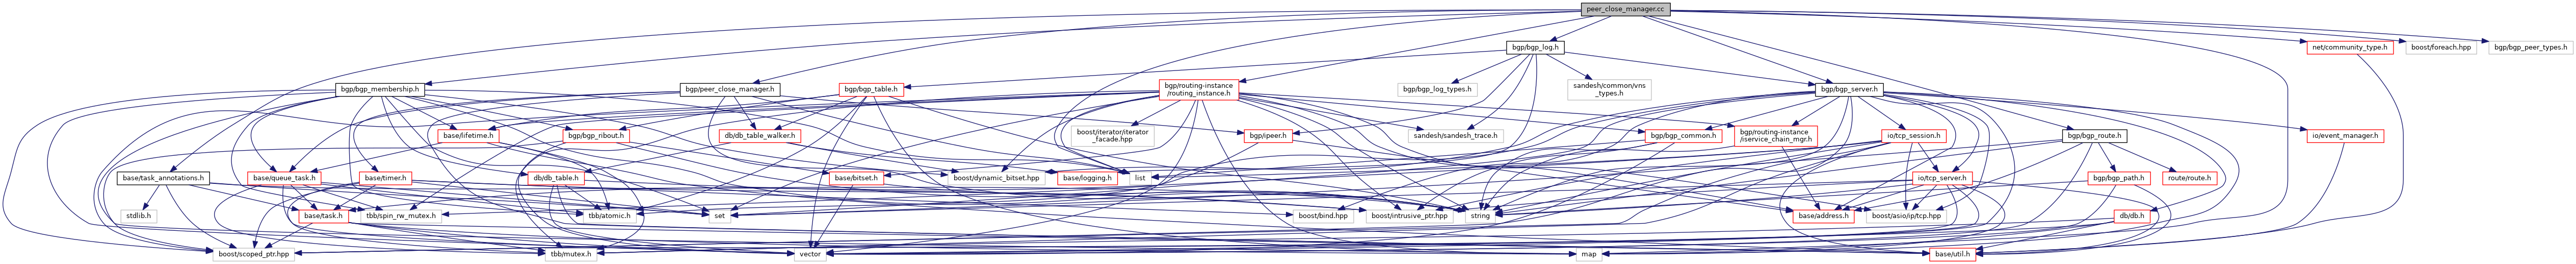 peer_close_manager.cc
bgp/bgp_log.h
net/community_type.h
boost/foreach.hpp
bgp/bgp_peer_types.h
bgp/bgp_membership.h
bgp/peer_close_manager.h
bgp/bgp_table.h
bgp/routing-instance
/routing_instance.h
bgp/bgp_log_types.h
sandesh/common/vns
_types.h
bgp/bgp_server.h
base/lifetime.h
bgp/bgp_ribout.h
db/db_table_walker.h
boost/iterator/iterator
_facade.hpp
bgp/ipeer.h
sandesh/sandesh_trace.h
bgp/bgp_common.h
bgp/routing-instance
/iservice_chain_mgr.h
io/tcp_session.h
bgp/bgp_route.h
io/event_manager.h
base/task_annotations.h
base/queue_task.h
base/timer.h
db/db_table.h
base/bitset.h
boost/dynamic_bitset.hpp
base/logging.h
list
io/tcp_server.h
bgp/bgp_path.h
route/route.h
stdlib.h
base/task.h
tbb/spin_rw_mutex.h
tbb/atomic.h
boost/bind.hpp
boost/intrusive_ptr.hpp
set
string
base/address.h
boost/asio/ip/tcp.hpp
db/db.h
boost/scoped_ptr.hpp
tbb/mutex.h
vector
map
base/util.h